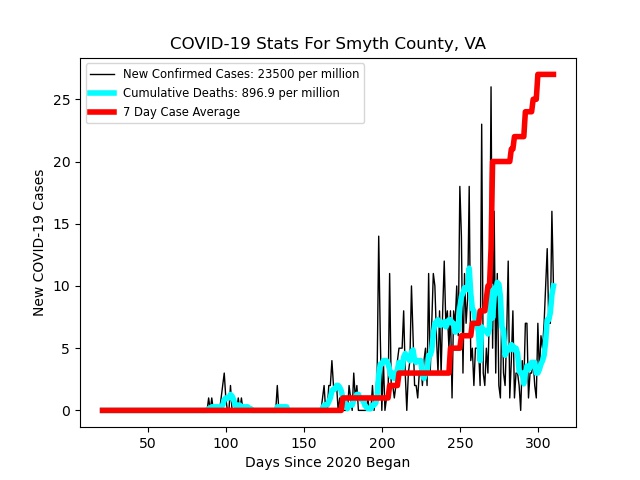 COVID-19 Stats For Smyth County, VA
New Confirmed Cases: 23500 per million
Cumulative Deaths: 896.9 per million
7 Day Case Average
New COVID-19 Cases
25
20
15
10
5
0
50 100 150 200 250 300
Days Since 2020 Began